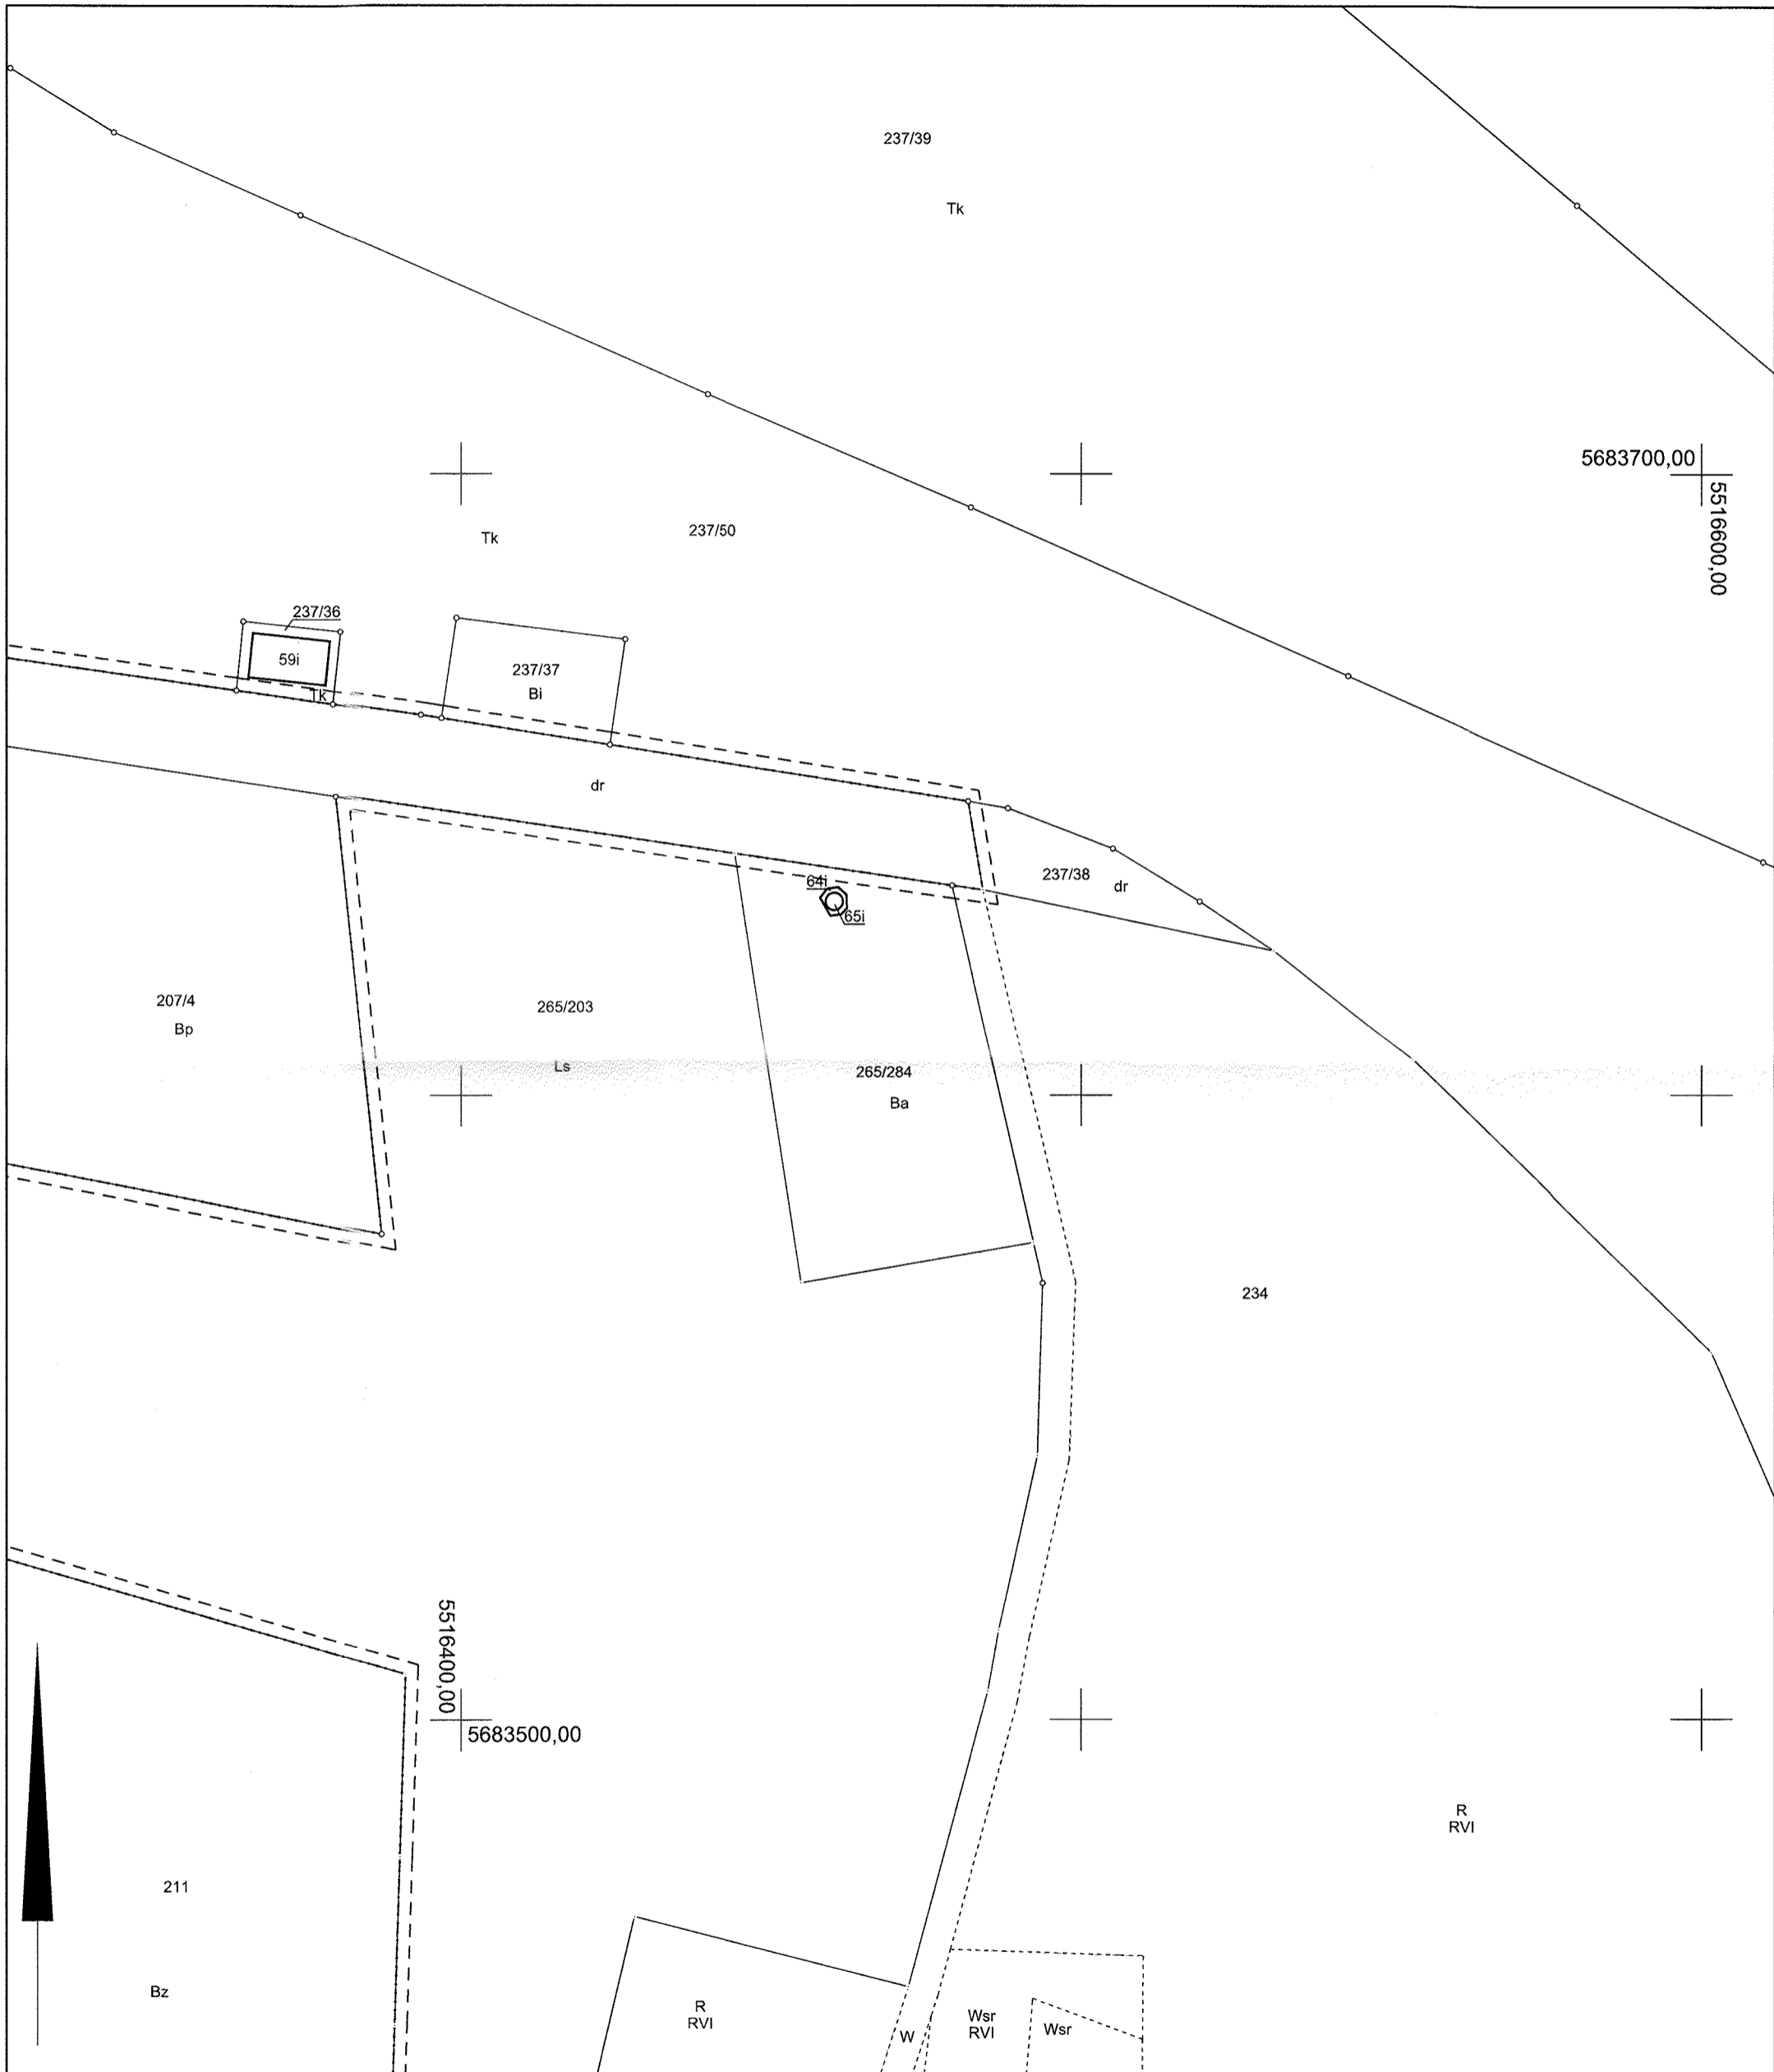 237/39
Tk
5683700,00
5516600,00
Tk
237/50
237/36
59i
Tk
237/37
Bi
dr
64i
65i
237/38
dr
207/4
Bp
265/203
Ls
265/284
Ba
234
5516400,00
5683500,00
R
RVI
211
Bz
R
RVI
W
Wsr
RVI
Wsr